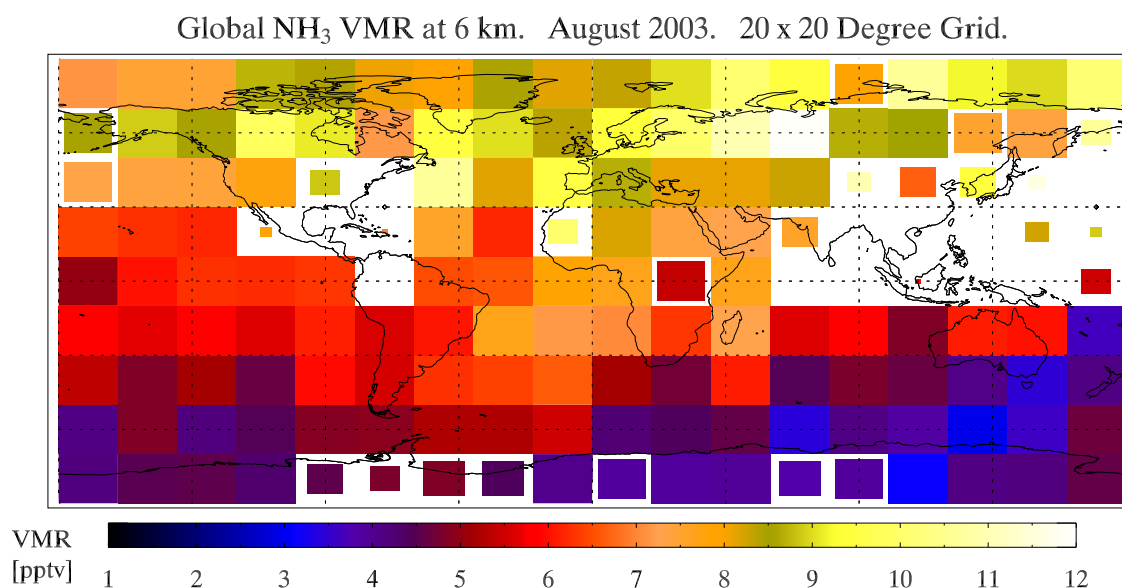 Global NH₃ VMR at 6 km. August 2003. 20 x 20 Degree Grid.
VMR
[pptv]
1 2 3 4 5 6 7 8 9 10 11 12